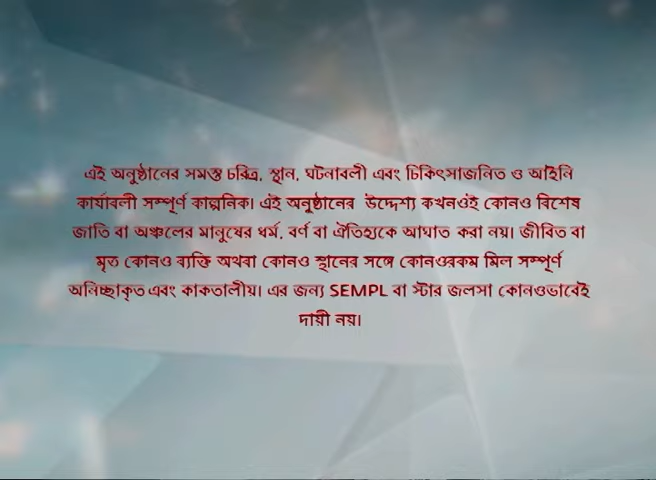 এই অনুষ্ঠানের সমস্ত চরিত্র, স্থান, ঘটনাবলী এবং চিকিৎসাজনিত ও আইনি
কার্যাবলী সম্পূর্ণ কাল্পনিক। এই অনুষ্ঠানের উদ্দেশ্য কখনওই কোনও বিশেষ
জাতি বা অঞ্চলের মানুষের ধর্ম, বর্ণ বা ঐতিহ্যকে আঘাত করা নয়। জীবিত বা
মৃত কোনও ব্যক্তি অথবা কোনও স্থানের সঙ্গে কোনওরকম মিল সম্পূর্ণ
অনিচ্ছাকৃত এবং কাকতালীয়। এর জন্য SEMPL বা স্টার জলসা কোনওভাবেই
দায়ী নয়।